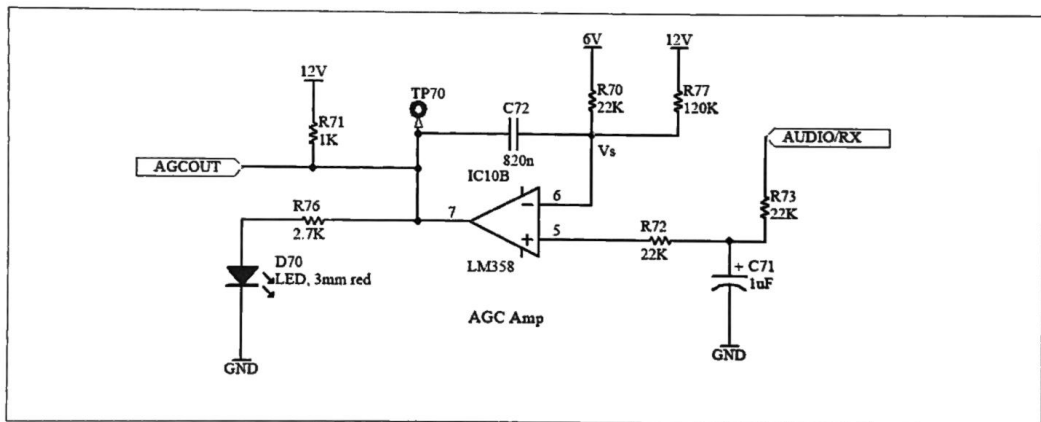 6V
12V
12V
TP70
R70
22K
R77
120K
C72
R71
1K
820n
Vs
AUDIO/RX
AGCOUT
IC10B
R73
22K
R76
2.7K
7
6
5
R72
22K
D70
LED, 3mm red
LM358
+ C71
1uF
AGC Amp
GND
GND